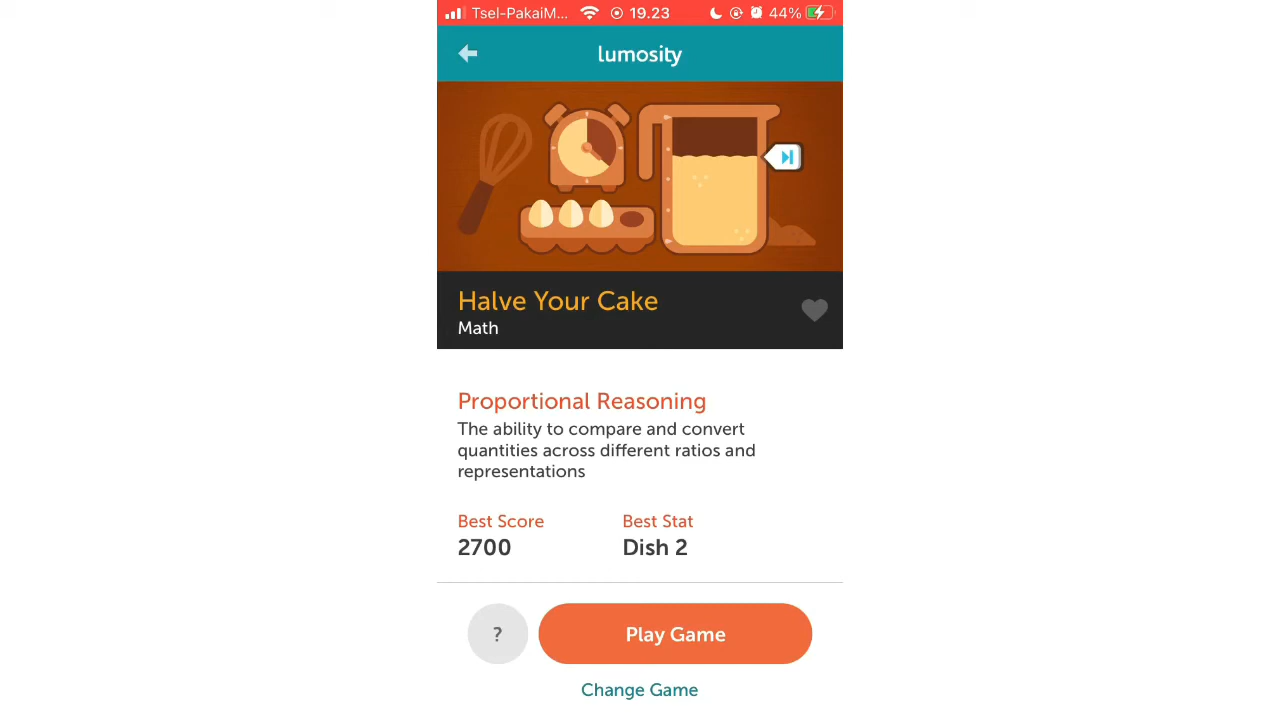 Tsel-PakaiM... 19.23 44%
lumosity
Halve Your Cake
Math
Proportional Reasoning
The ability to compare and convert
quantities across different ratios and
representations
Best Score Best Stat
2700 Dish 2
? Play Game
Change Game